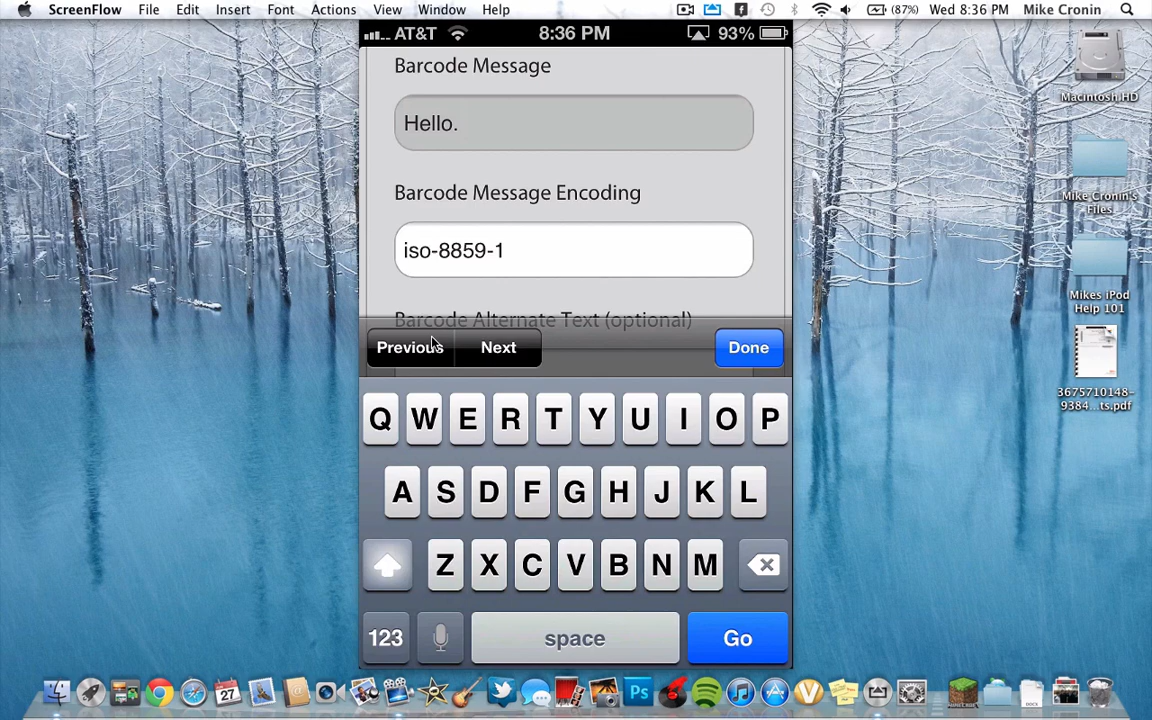 ScreenFlow File Edit Insert Font Actions View Window Help (87%) Wed 8:36 PM Mike Cronin
AT&T 8:36 PM 93%
Barcode Message
Hello.
Barcode Message Encoding
iso-8859-1
Barcode Alternate Text (optional)
Previous Next Done
Q W E R T Y U I O P
A S D F G H J K L
Z X C V B N M
123 space Go
Macintosh HD
Mike Cronin's
Files
Mikes iPod
Help 101
3675710148-
9384...ts.pdf
27
Ps